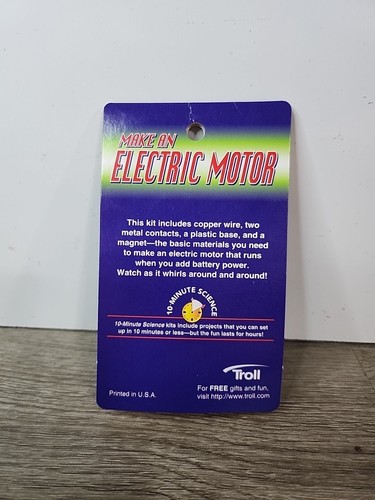 MAKE AN
ELECTRIC MOTOR
This kit includes copper wire, two
metal contacts, a plastic base, and a
magnet—the basic materials you need
to make an electric motor that runs
when you add battery power.
Watch as it whirls around and around!
10-MINUTE SCIENCE
10-Minute Science kits include projects that you can set
up in 10 minutes or less—but the fun lasts for hours!
Troll
For FREE gifts and fun,
Printed in U.S.A.
visit http://www.troll.com